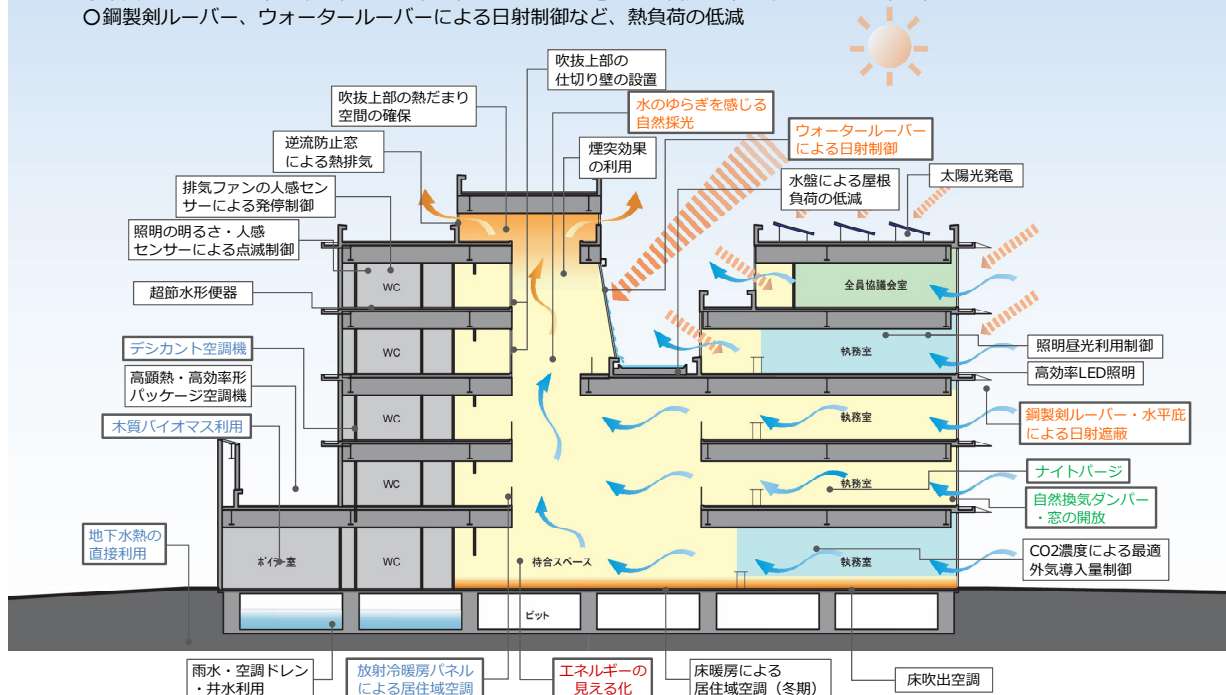 〇鋼製剣ルーバー、ウォータールーバーによる日射制御など、熱負荷の低減
吹抜上部の
仕切り壁の設置
吹抜上部の熱だまり
空間の確保
水のゆらぎを感じる
自然採光
ウォータールーバー
による日射制御
逆流防止窓
による熱排気
煙突効果
の利用
水盤による屋根
負荷の低減
太陽光発電
排気ファンの人感セン
サーによる発停制御
照明の明るさ・人感
センサーによる点滅制御
WC
全員協議会室
超節水形便器
デシカント空調機
WC
執務室
照明昼光利用制御
高効率LED照明
高顕熱・高効率形
パッケージ空調機
木質バイオマス利用
WC
執務室
鋼製剣ルーバー・水平庇
による日射遮蔽
WC
執務室
ナイトパージ
自然換気ダンパー
・窓の開放
地下水熱の
直接利用
ボイラー室
WC
待合スペース
執務室
CO2濃度による最適
外気導入量制御
ピット
雨水・空調ドレン
・井水利用
放射冷暖房パネル
による居住域空調
エネルギーの
見える化
床暖房による
居住域空調（冬期）
床吹出空調